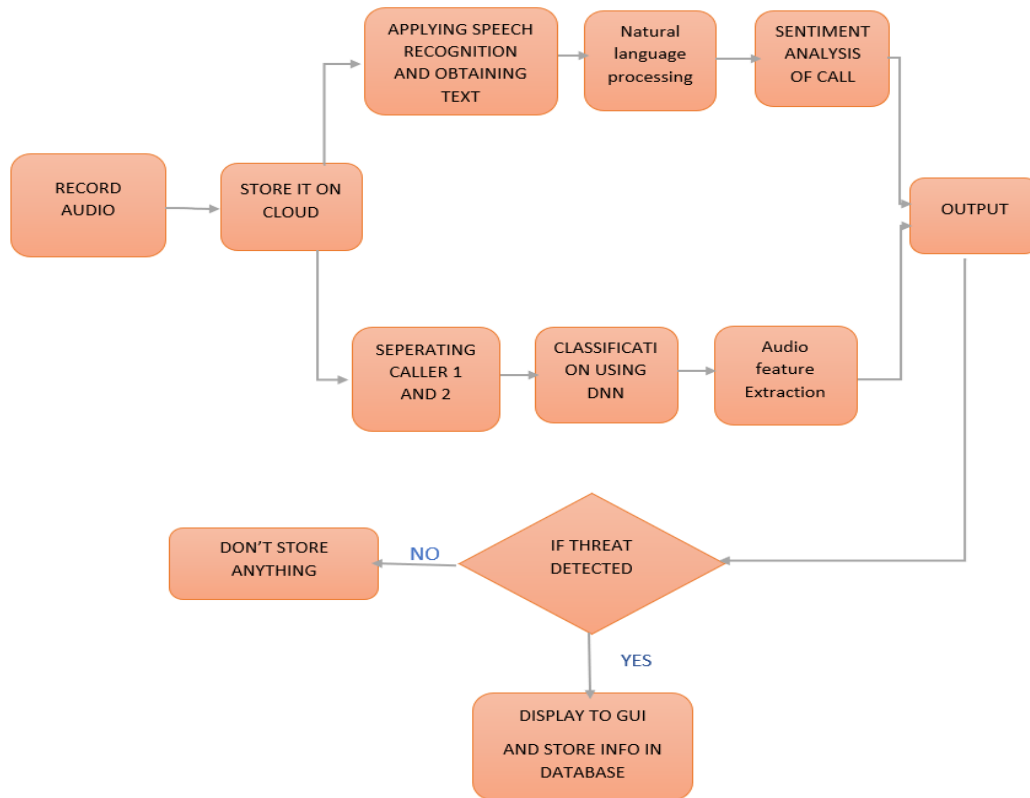 RECORD
AUDIO
STORE IT ON
CLOUD
APPLYING SPEECH
RECOGNITION
AND OBTAINING
TEXT
Natural
language
processing
SENTIMENT
ANALYSIS
OF CALL
SEPERATING
CALLER 1
AND 2
CLASSIFICATI
ON USING
DNN
Audio
feature
Extraction
OUTPUT
IF THREAT
DETECTED
NO
DON’T STORE
ANYTHING
YES
DISPLAY TO GUI
AND STORE INFO IN
DATABASE